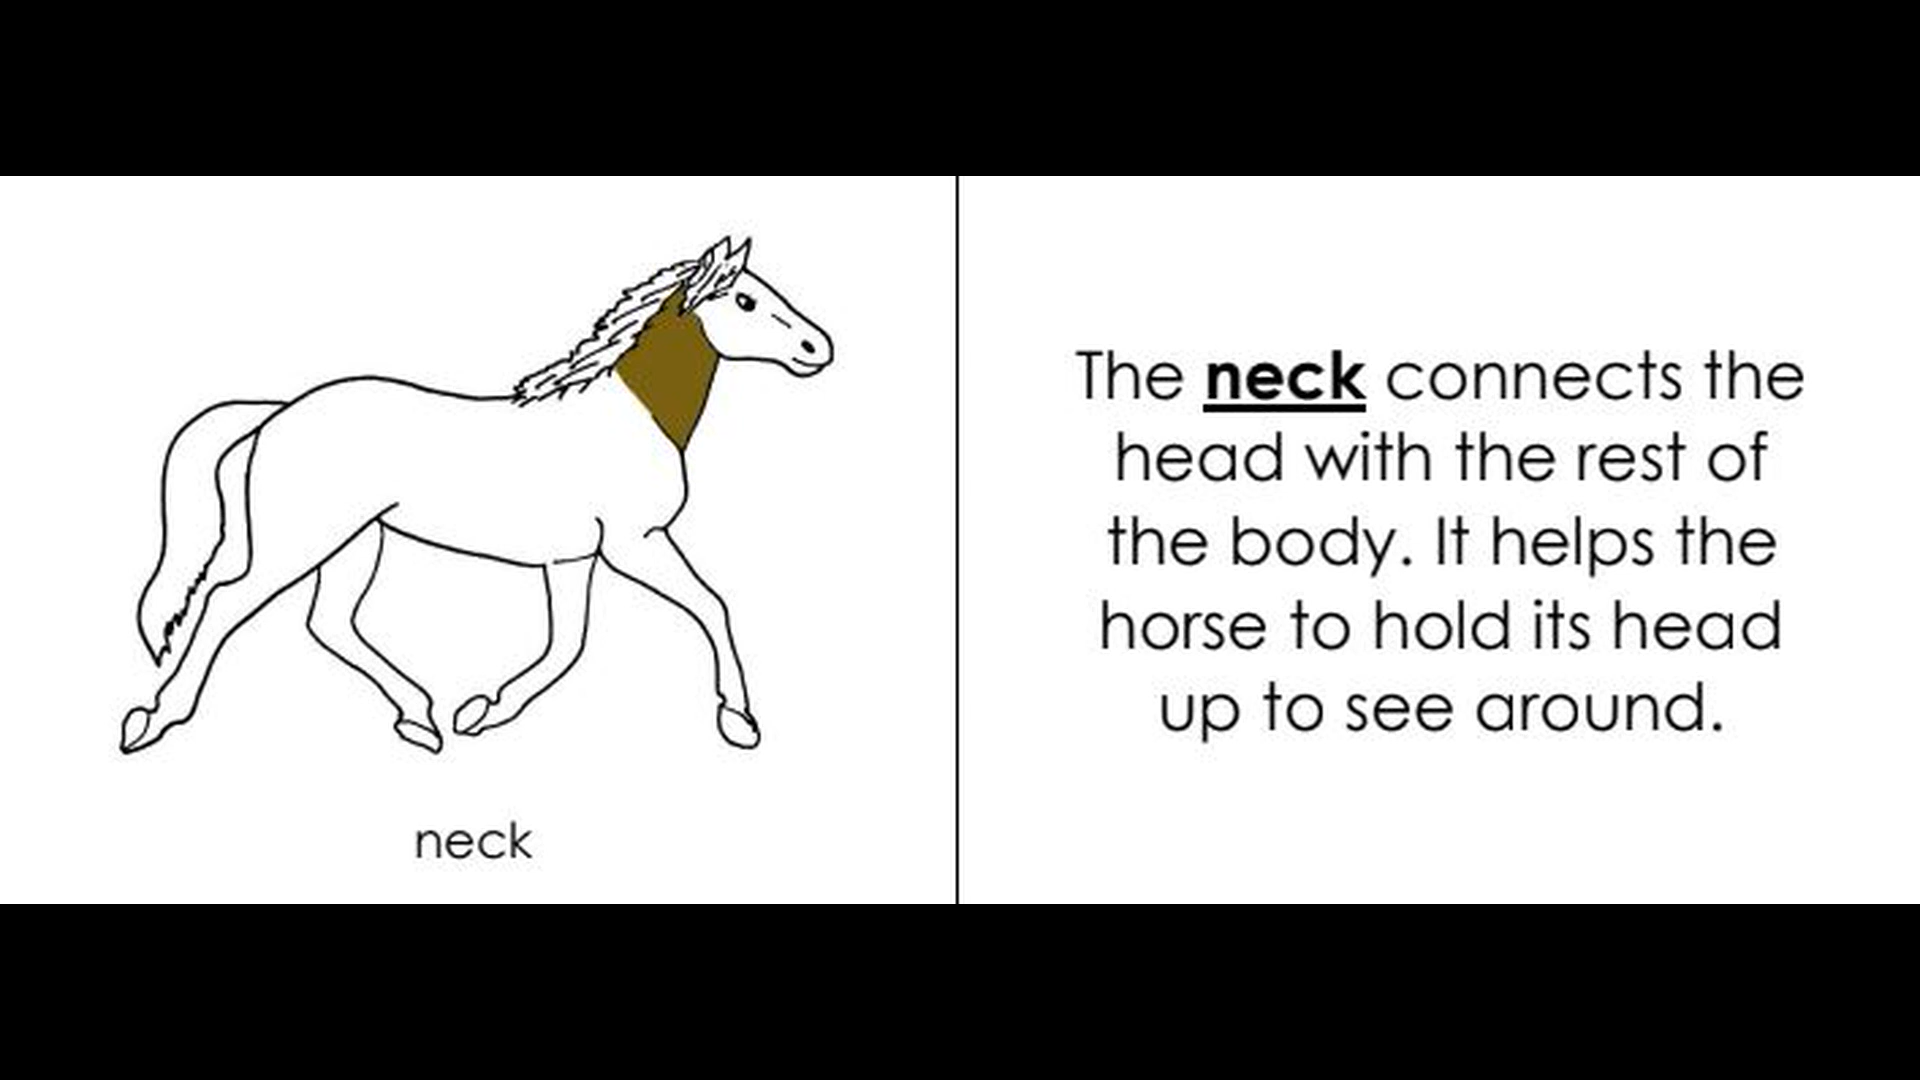 neck
The neck connects the
head with the rest of
the body. It helps the
horse to hold its head
up to see around.